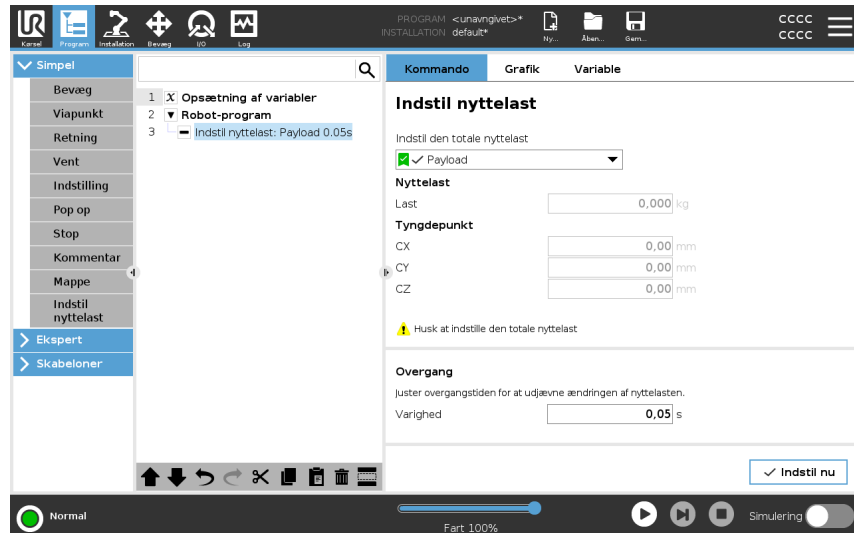 UR
Kørsel
Program
Installation
Bevæg
I/O
Log
PROGRAM <unavngivet>*
INSTALLATION default*
Ny...
Åben...
Gem...
cccc
cccc
Simpel
Bevæg
Viapunkt
Retning
Vent
Indstilling
Pop op
Stop
Kommentar
Mappe
Indstil
nyttelast
Ekspert
Skabeloner
1 X Opsætning af variabler
2 Robot-program
3 Indstil nyttelast: Payload 0.05s
Kommando Grafik Variable
Indstil nyttelast
Indstil den totale nyttelast
Payload
Nyttelast
Last 0,000 kg
Tyngdepunkt
CX 0,00 mm
CY 0,00 mm
CZ 0,00 mm
Husk at indstille den totale nyttelast
Overgang
Juster overgangstiden for at udjævne ændringen af nyttelasten.
Varighed 0,05 s
Indstil nu
Normal
Fart 100%
Simulering